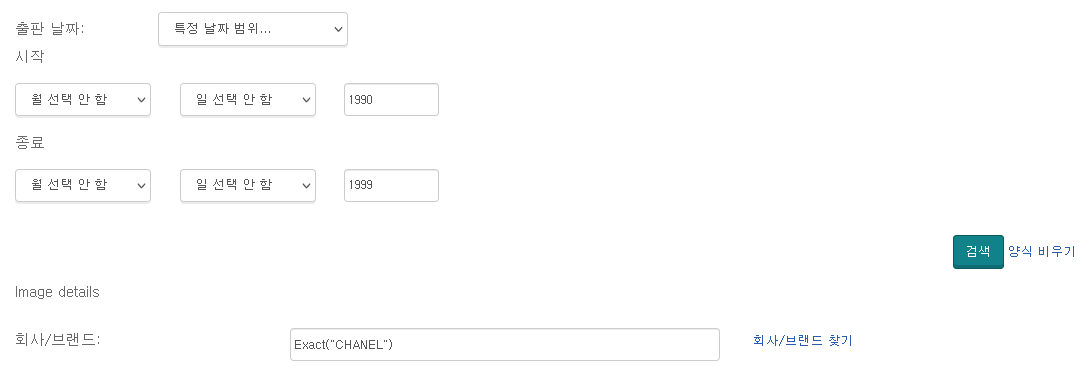 출판 날짜: 특정 날짜 범위...
시작
월 선택 안 함 일 선택 안 함 1990
종료
월 선택 안 함 일 선택 안 함 1999
검색 양식 비우기
Image details
회사/브랜드: Exact("CHANEL") 회사/브랜드 찾기